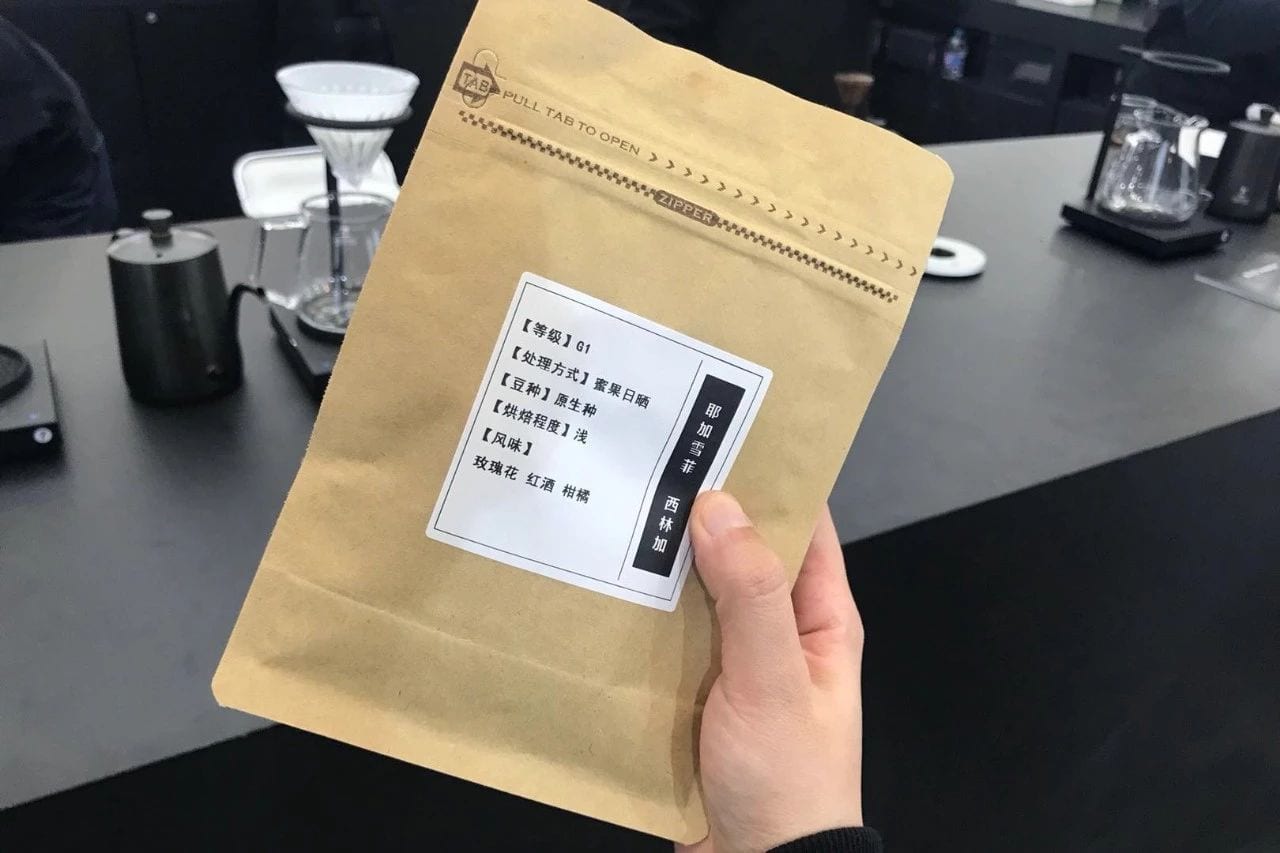 TAB
PULL TAB TO OPEN
ZIPPER
【等级】G1
【处理方式】蜜果日晒
【豆种】原生种
【烘焙程度】浅
【风味】
玫瑰花 红酒 柑橘
耶加雪菲 西林加